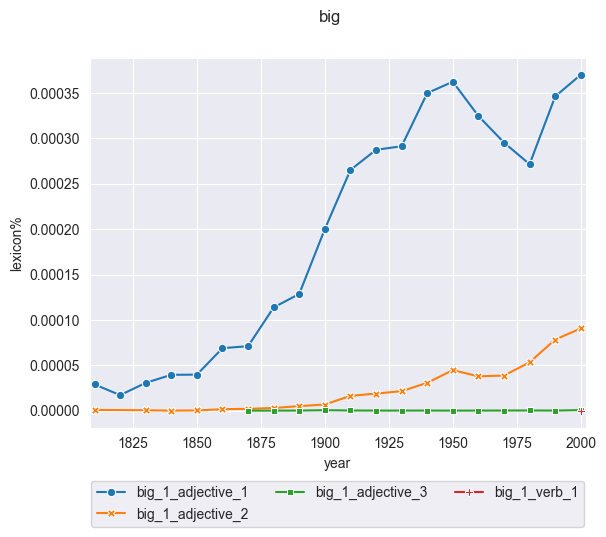 big
0.00035
0.00030
0.00025
0.00020
0.00015
0.00010
0.00005
0.00000
lexicon%
1825 1850 1875 1900 1925 1950 1975 2000
year
big_1_adjective_1 big_1_adjective_3 big_1_verb_1
big_1_adjective_2